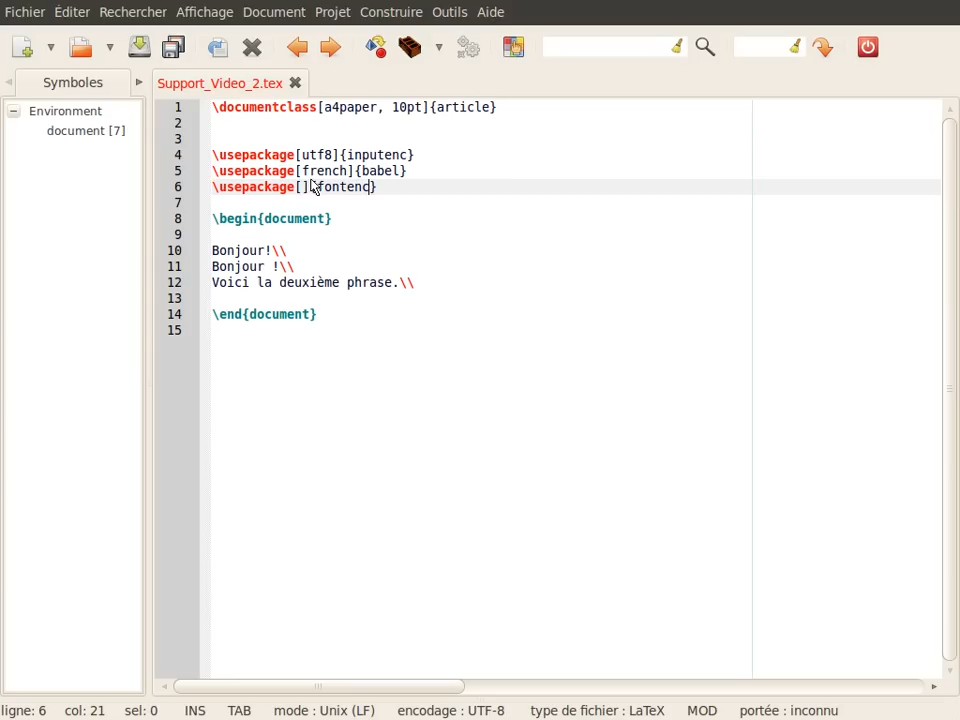 Fichier Éditer Rechercher Affichage Document Projet Construire Outils Aide
Symboles
Support_Video_2.tex
Environment
document [7]
1 \documentclass[a4paper, 10pt]{article}
2
3
4 \usepackage[utf8]{inputenc}
5 \usepackage[french]{babel}
6 \usepackage[]{fontenc}
7
8 \begin{document}
9
10 Bonjour!\\
11 Bonjour !\\
12 Voici la deuxième phrase.\\
13
14 \end{document}
15
ligne: 6 col: 21 sel: 0 INS TAB mode : Unix (LF) encodage : UTF-8 type de fichier : LaTeX MOD portée : inconnu